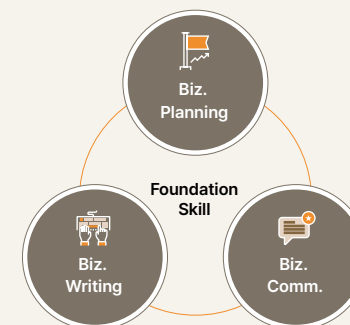 Biz.
Planning
Foundation
Skill
Biz.
Writing
Biz.
Comm.